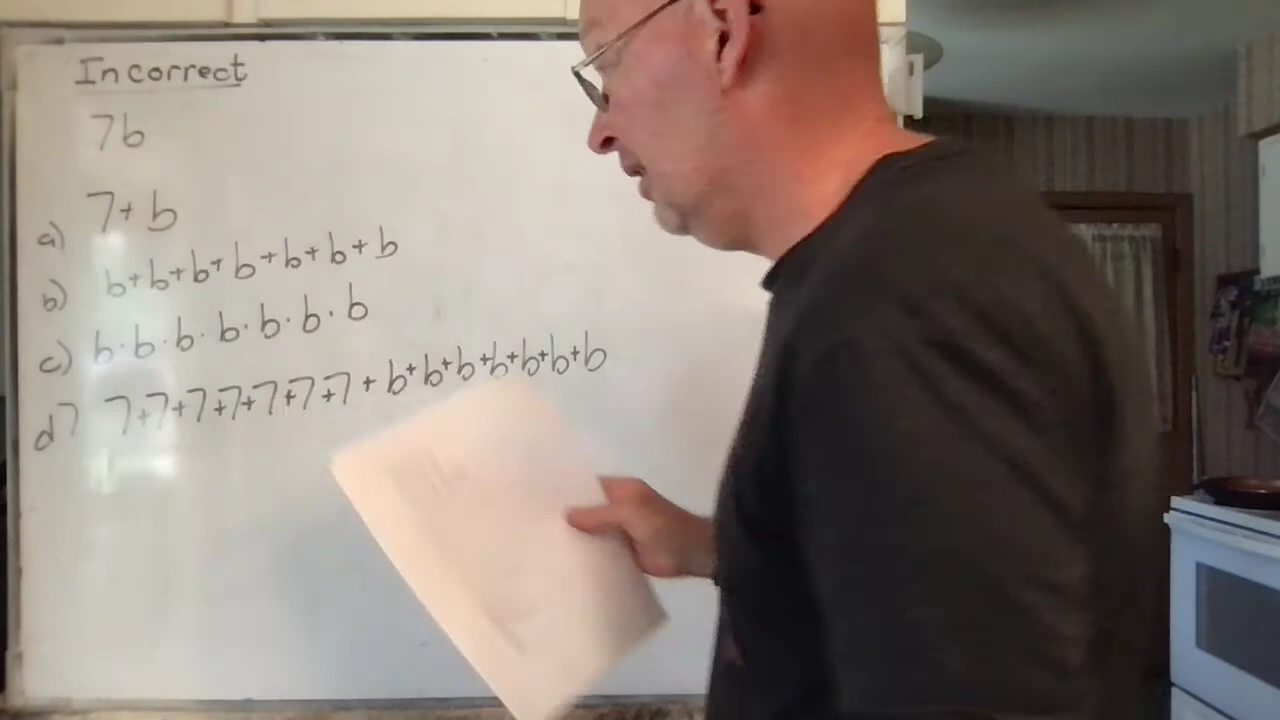 Incorrect
7b
a) 7+b
b) b+b+b+b+b+b+b
c) b·b·b·b·b·b·b
d) 7+7+7+7+7+7+7+b+b+b+b+b+b+b